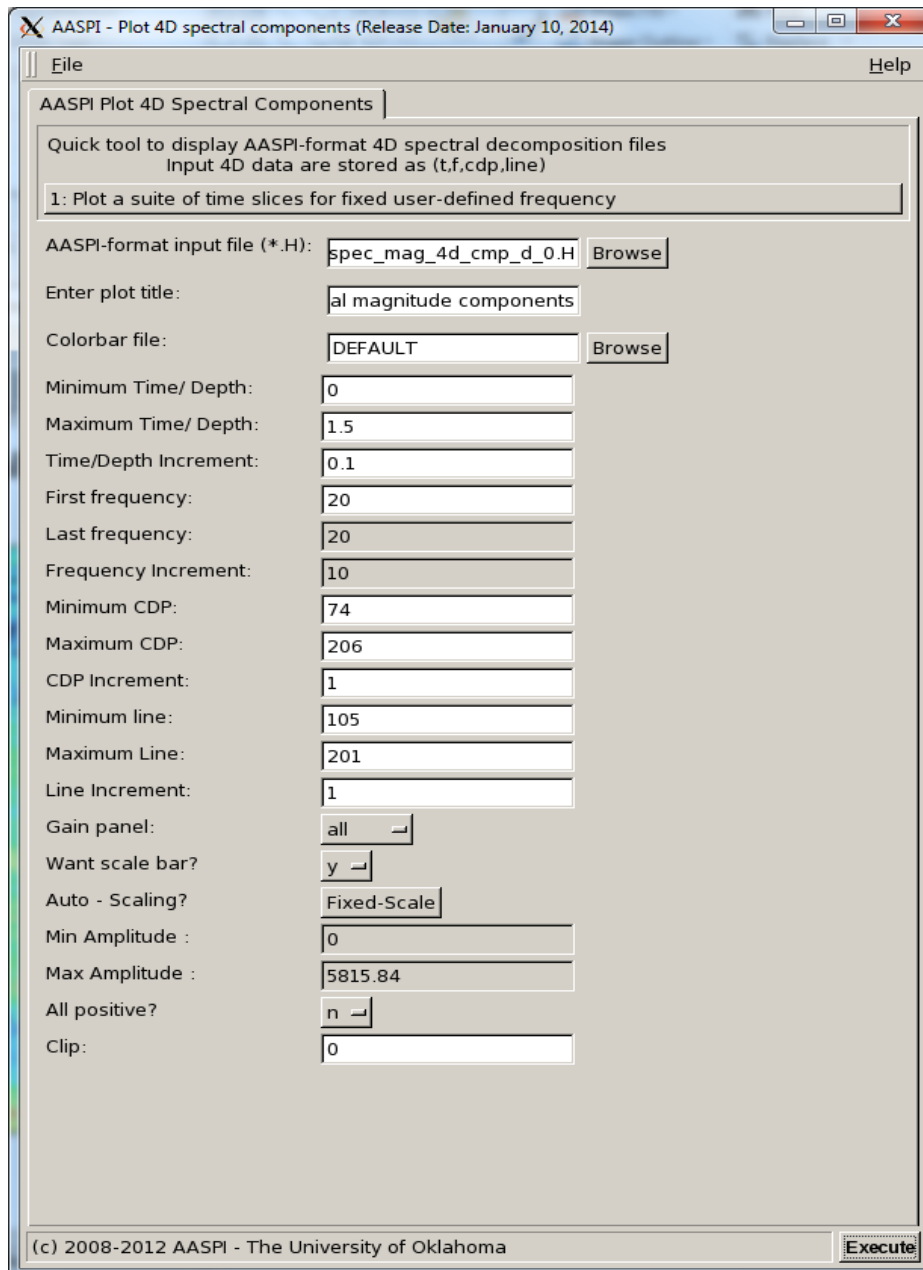 AASPI - Plot 4D spectral components (Release Date: January 10, 2014)
File Help
AASPI Plot 4D Spectral Components
Quick tool to display AASPI-format 4D spectral decomposition files
Input 4D data are stored as (t,f,cdp,line)
1: Plot a suite of time slices for fixed user-defined frequency
AASPI-format input file (*.H): spec_mag_4d_cmp_d_0.H Browse
Enter plot title: al magnitude components
Colorbar file: DEFAULT Browse
Minimum Time/ Depth: 0
Maximum Time/ Depth: 1.5
Time/Depth Increment: 0.1
First frequency: 20
Last frequency: 20
Frequency Increment: 10
Minimum CDP: 74
Maximum CDP: 206
CDP Increment: 1
Minimum line: 105
Maximum Line: 201
Line Increment: 1
Gain panel: all
Want scale bar? y
Auto - Scaling? Fixed-Scale
Min Amplitude : 0
Max Amplitude : 5815.84
All positive? n
Clip: 0
(c) 2008-2012 AASPI - The University of Oklahoma Execute